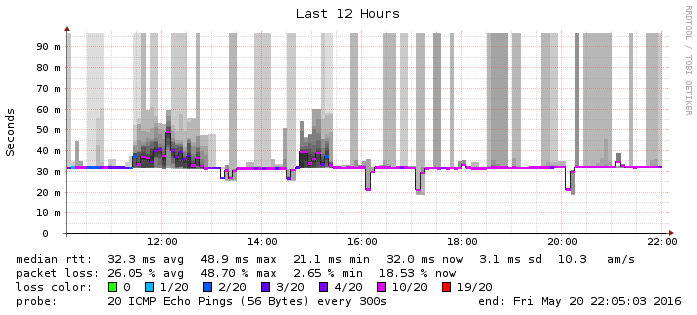 Last 12 Hours
RRDTOOL / TOBI OETIKER
Seconds
90 m
80 m
70 m
60 m
50 m
40 m
30 m
20 m
10 m
0
12:00 14:00 16:00 18:00 20:00 22:00
median rtt: 32.3 ms avg 48.9 ms max 21.1 ms min 32.0 ms now 3.1 ms sd 10.3 am/s
packet loss: 26.05 % avg 48.70 % max 2.65 % min 18.53 % now
loss color: 0 1/20 2/20 3/20 4/20 10/20 19/20
probe: 20 ICMP Echo Pings (56 Bytes) every 300s end: Fri May 20 22:05:03 2016